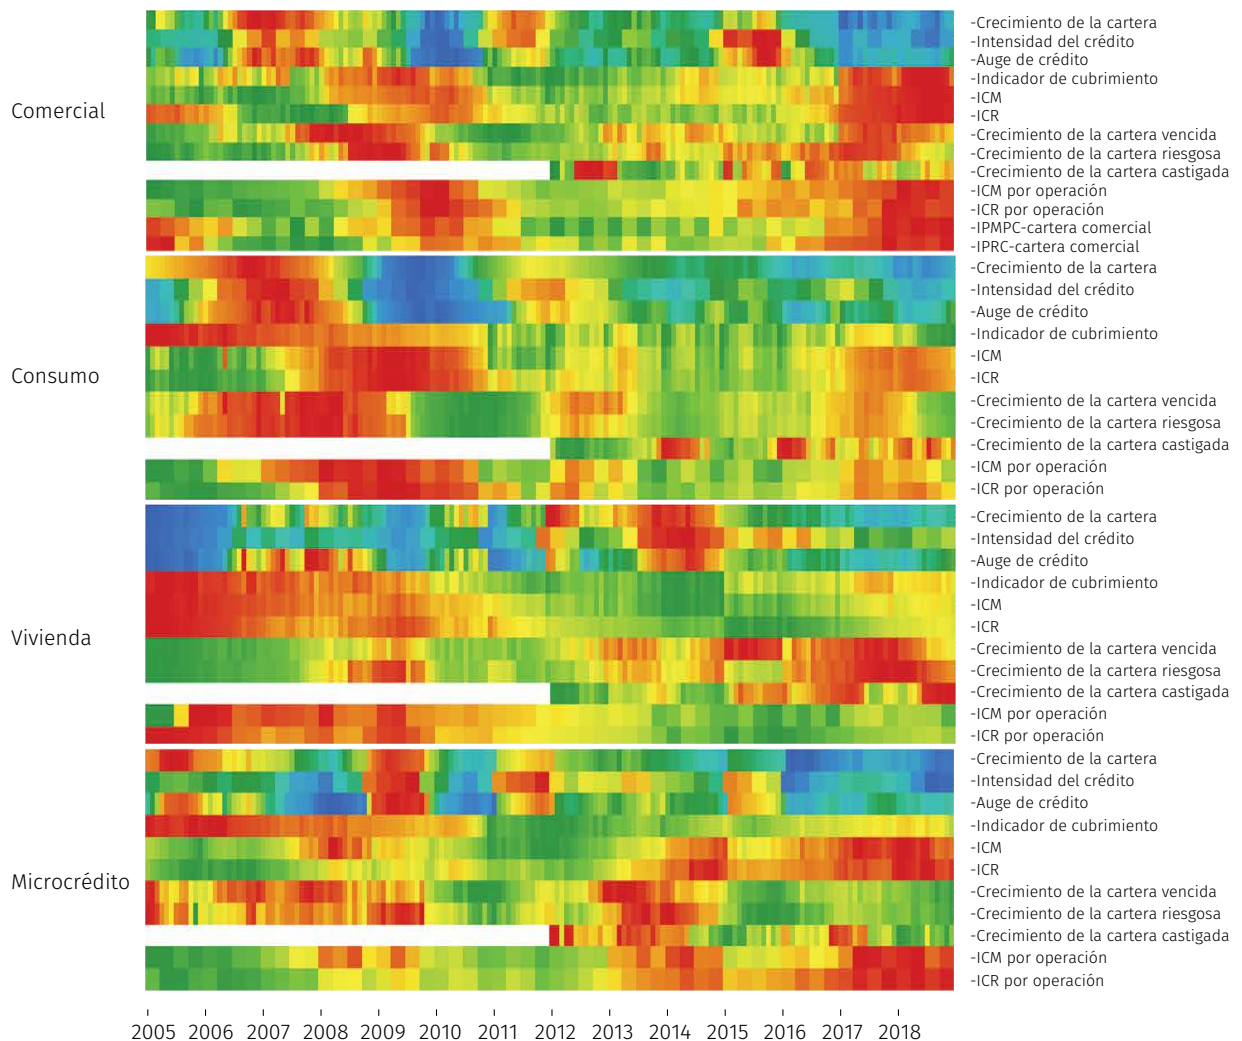 Comercial
-Crecimiento de la cartera
-Intensidad del crédito
-Auge de crédito
-Indicador de cubrimiento
-ICM
-ICR
-Crecimiento de la cartera vencida
-Crecimiento de la cartera riesgosa
-Crecimiento de la cartera castigada
-ICM por operación
-ICR por operación
-IPMPC-cartera comercial
-IPRC-cartera comercial
Consumo
-Crecimiento de la cartera
-Intensidad del crédito
-Auge de crédito
-Indicador de cubrimiento
-ICM
-ICR
-Crecimiento de la cartera vencida
-Crecimiento de la cartera riesgosa
-Crecimiento de la cartera castigada
-ICM por operación
-ICR por operación
Vivienda
-Crecimiento de la cartera
-Intensidad del crédito
-Auge de crédito
-Indicador de cubrimiento
-ICM
-ICR
-Crecimiento de la cartera vencida
-Crecimiento de la cartera riesgosa
-Crecimiento de la cartera castigada
-ICM por operación
-ICR por operación
Microcrédito
-Crecimiento de la cartera
-Intensidad del crédito
-Auge de crédito
-Indicador de cubrimiento
-ICM
-ICR
-Crecimiento de la cartera vencida
-Crecimiento de la cartera riesgosa
-Crecimiento de la cartera castigada
-ICM por operación
-ICR por operación
2005 2006 2007 2008 2009 2010 2011 2012 2013 2014 2015 2016 2017 2018